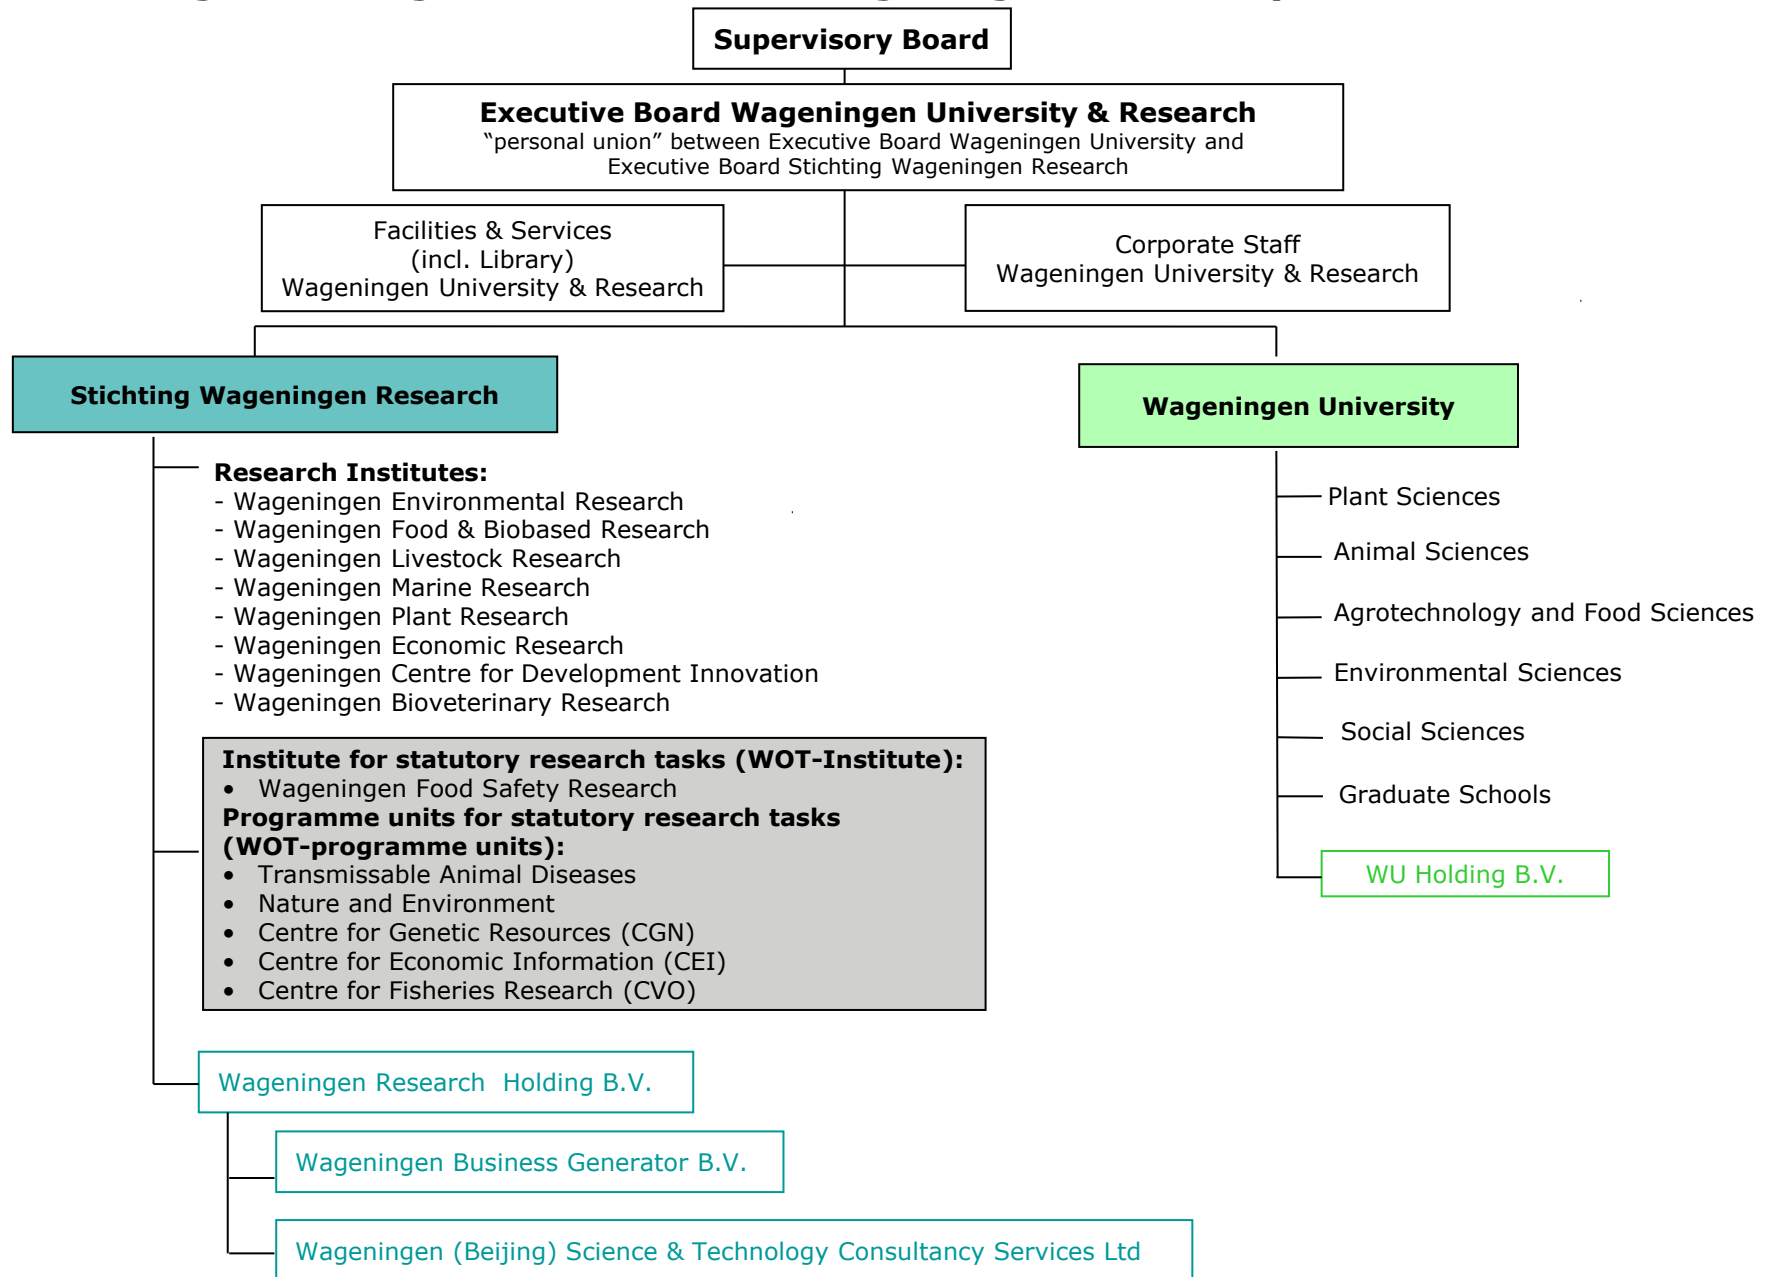 Supervisory Board
Executive Board Wageningen University & Research
“personal union” between Executive Board Wageningen University and
Executive Board Stichting Wageningen Research
Facilities & Services
(incl. Library)
Wageningen University & Research
Corporate Staff
Wageningen University & Research
Stichting Wageningen Research
Research Institutes:
- Wageningen Environmental Research
- Wageningen Food & Biobased Research
- Wageningen Livestock Research
- Wageningen Marine Research
- Wageningen Plant Research
- Wageningen Economic Research
- Wageningen Centre for Development Innovation
- Wageningen Bioveterinary Research
Institute for statutory research tasks (WOT-Institute):
• Wageningen Food Safety Research
Programme units for statutory research tasks
(WOT-programme units):
• Transmissable Animal Diseases
• Nature and Environment
• Centre for Genetic Resources (CGN)
• Centre for Economic Information (CEI)
• Centre for Fisheries Research (CVO)
Wageningen Research Holding B.V.
Wageningen Business Generator B.V.
Wageningen (Beijing) Science & Technology Consultancy Services Ltd
Wageningen University
Plant Sciences
Animal Sciences
Agrotechnology and Food Sciences
Environmental Sciences
Social Sciences
Graduate Schools
WU Holding B.V.